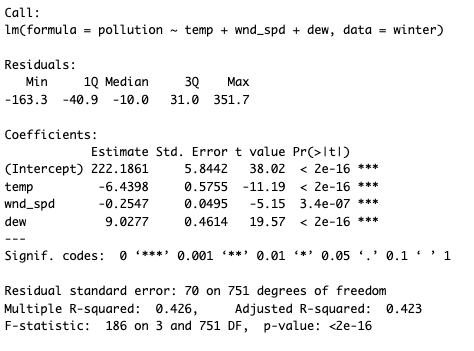 Call:
lm(formula = pollution ~ temp + wnd_spd + dew, data = winter)
Residuals:
Min 1Q Median 3Q Max
-163.3 -40.9 -10.0 31.0 351.7
Coefficients:
Estimate Std. Error t value Pr(>|t|)
(Intercept) 222.1861 5.8442 38.02 < 2e-16 ***
temp -6.4398 0.5755 -11.19 < 2e-16 ***
wnd_spd -0.2547 0.0495 -5.15 3.4e-07 ***
dew 9.0277 0.4614 19.57 < 2e-16 ***
---
Signif. codes: 0 ‘***’ 0.001 ‘**’ 0.01 ‘*’ 0.05 ‘.’ 0.1 ‘ ’ 1
Residual standard error: 70 on 751 degrees of freedom
Multiple R-squared: 0.426, Adjusted R-squared: 0.423
F-statistic: 186 on 3 and 751 DF, p-value: <2e-16